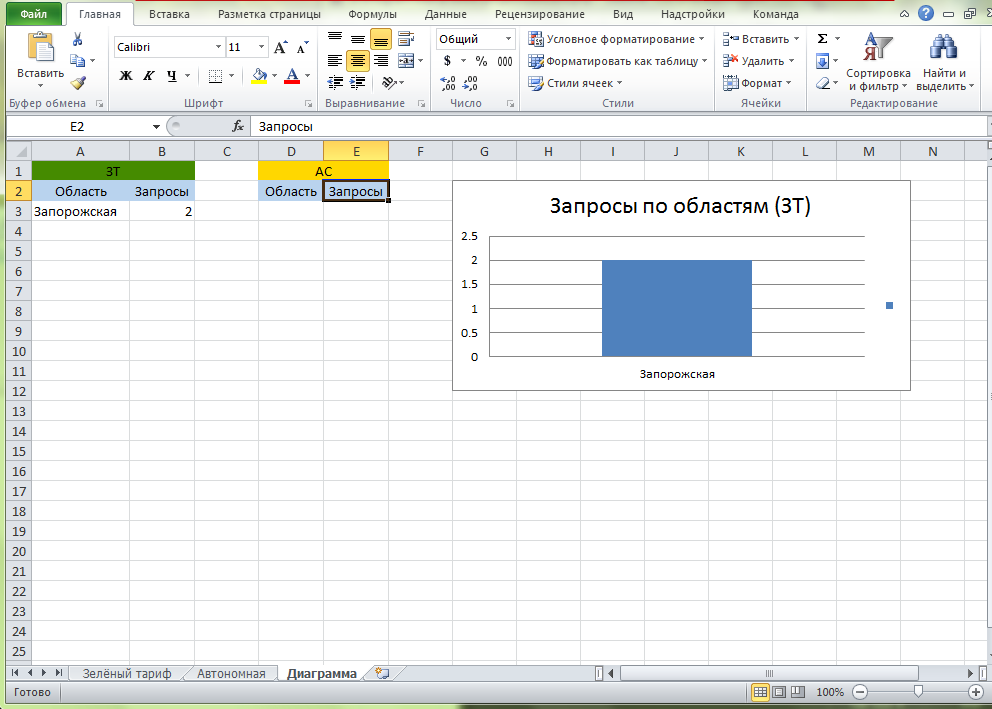 Файл Главная Вставка Разметка страницы Формулы Данные Рецензирование Вид Надстройки Команда
Вставить
Буфер обмена
Calibri 11
Ж К Ч
Шрифт
Выравнивание
Общий
$ % 000
Число
Условное форматирование
Форматировать как таблицу
Стили ячеек
Стили
Вставить
Удалить
Формат
Ячейки
Σ
Сортировка и фильтр
Найти и выделить
Редактирование
E2 fx Запросы
A B C D E F G H I J K L M N
1 ЗТ АС
2 Область Запросы Область Запросы
3 Запорожская 2
4
5
6
7
8
9
10
11
12
13
14
15
16
17
18
19
20
21
22
23
24
25
Запросы по областям (ЗТ)
2.5
2
1.5
1
0.5
0
Запорожская
Зелёный тариф Автономная Диаграмма
Готово 100%